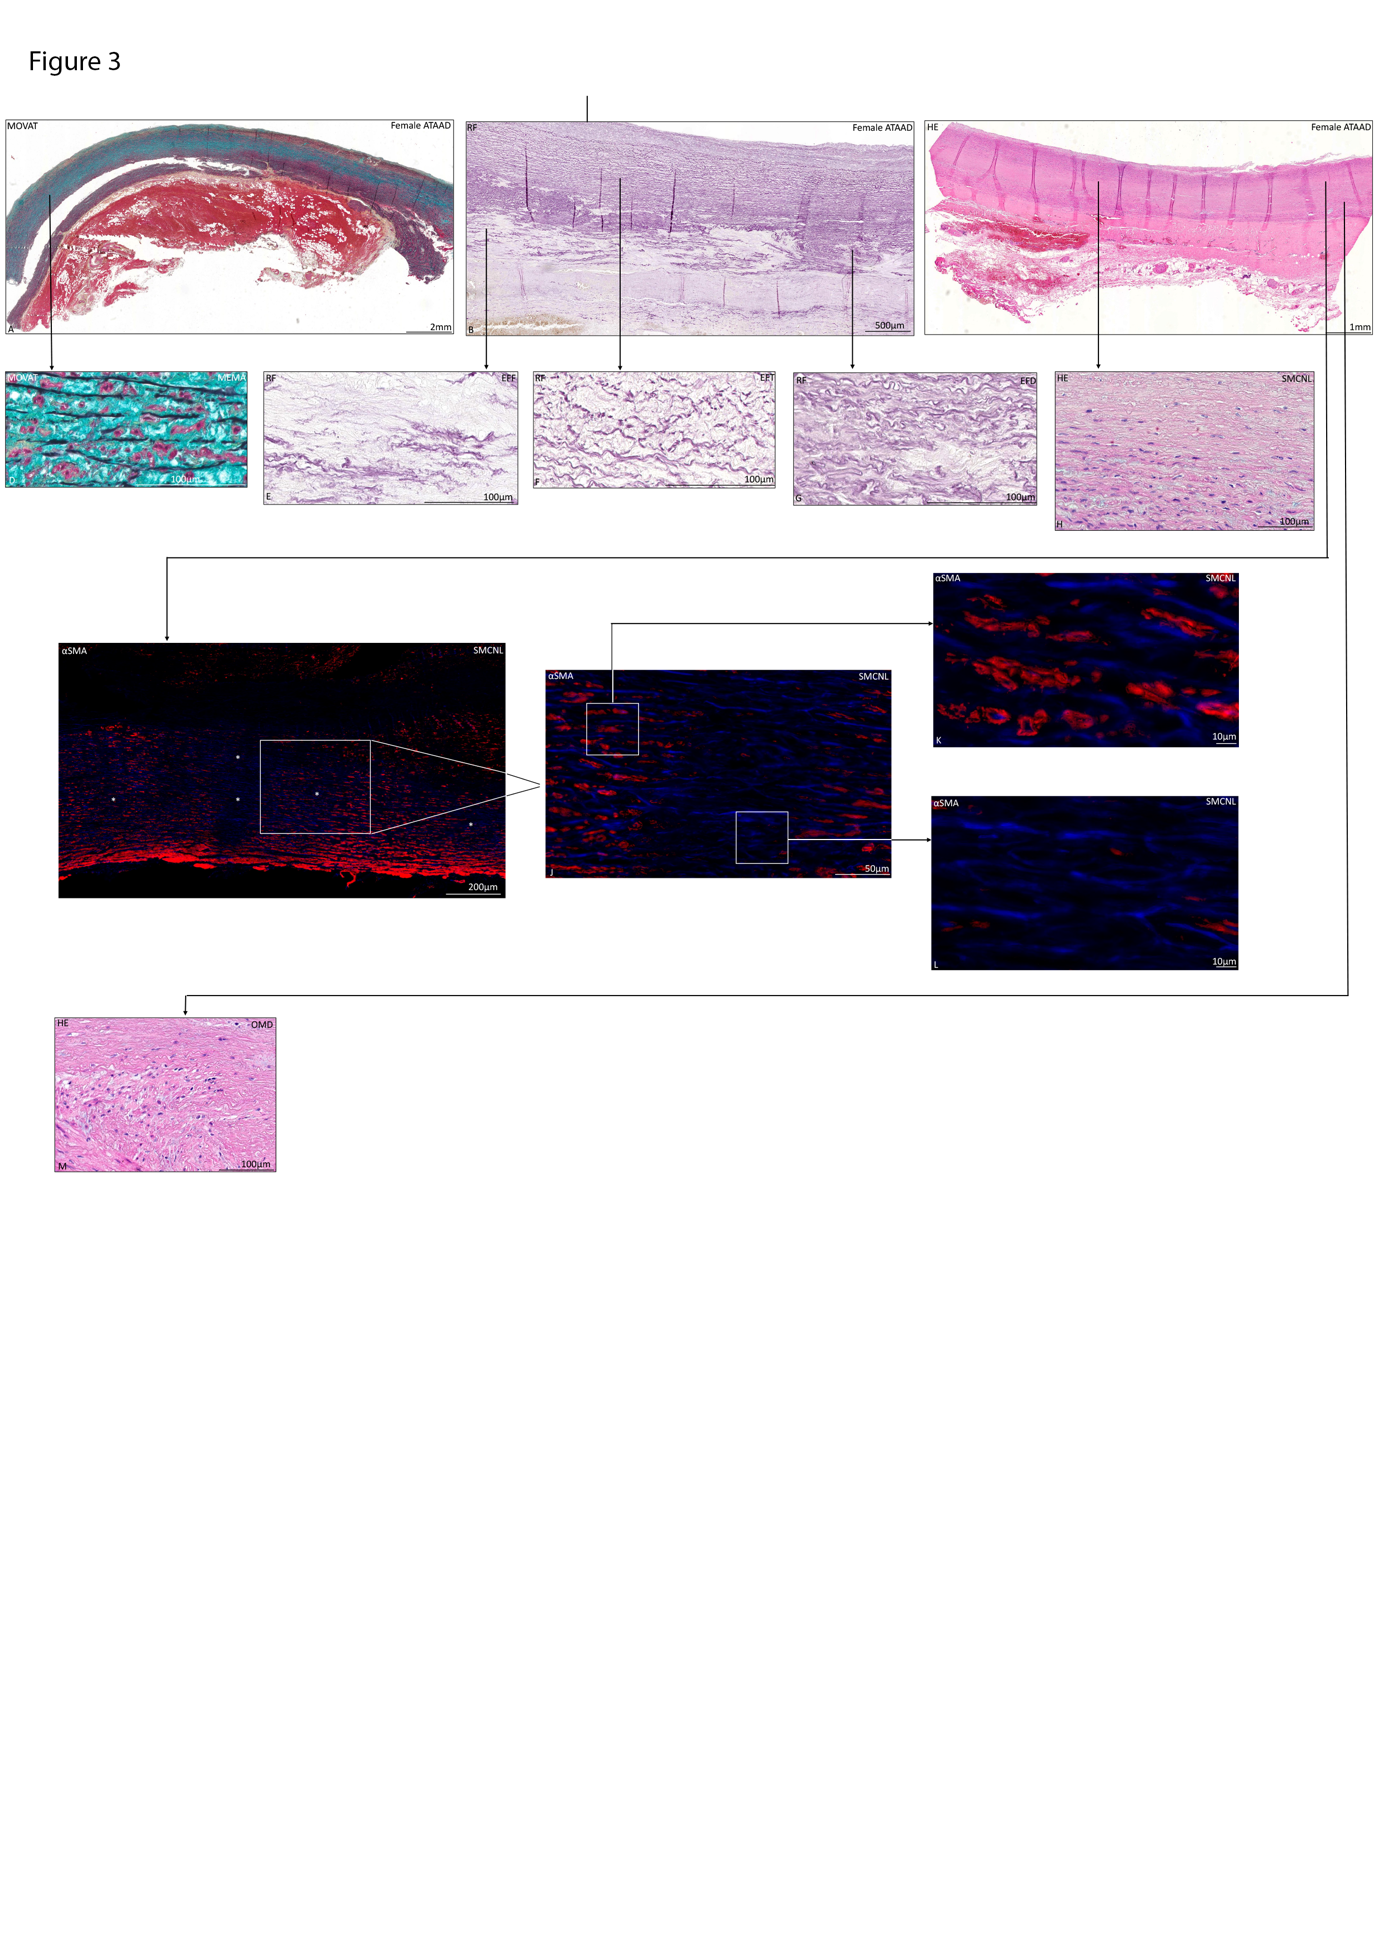 Figure 3
MOVAT
Female ATAAD
A
2mm
RF
Female ATAAD
B
500µm
HE
Female ATAAD
1mm
MOVAT
MEMA
D
100µm
RF
EFF
E
100µm
RF
EFT
F
100µm
RF
EFD
G
100µm
HE
SMCNL
H
100µm
αSMA
SMCNL
200µm
αSMA
SMCNL
J
50µm
αSMA
SMCNL
K
10µm
αSMA
SMCNL
L
10µm
HE
OMD
M
100µm